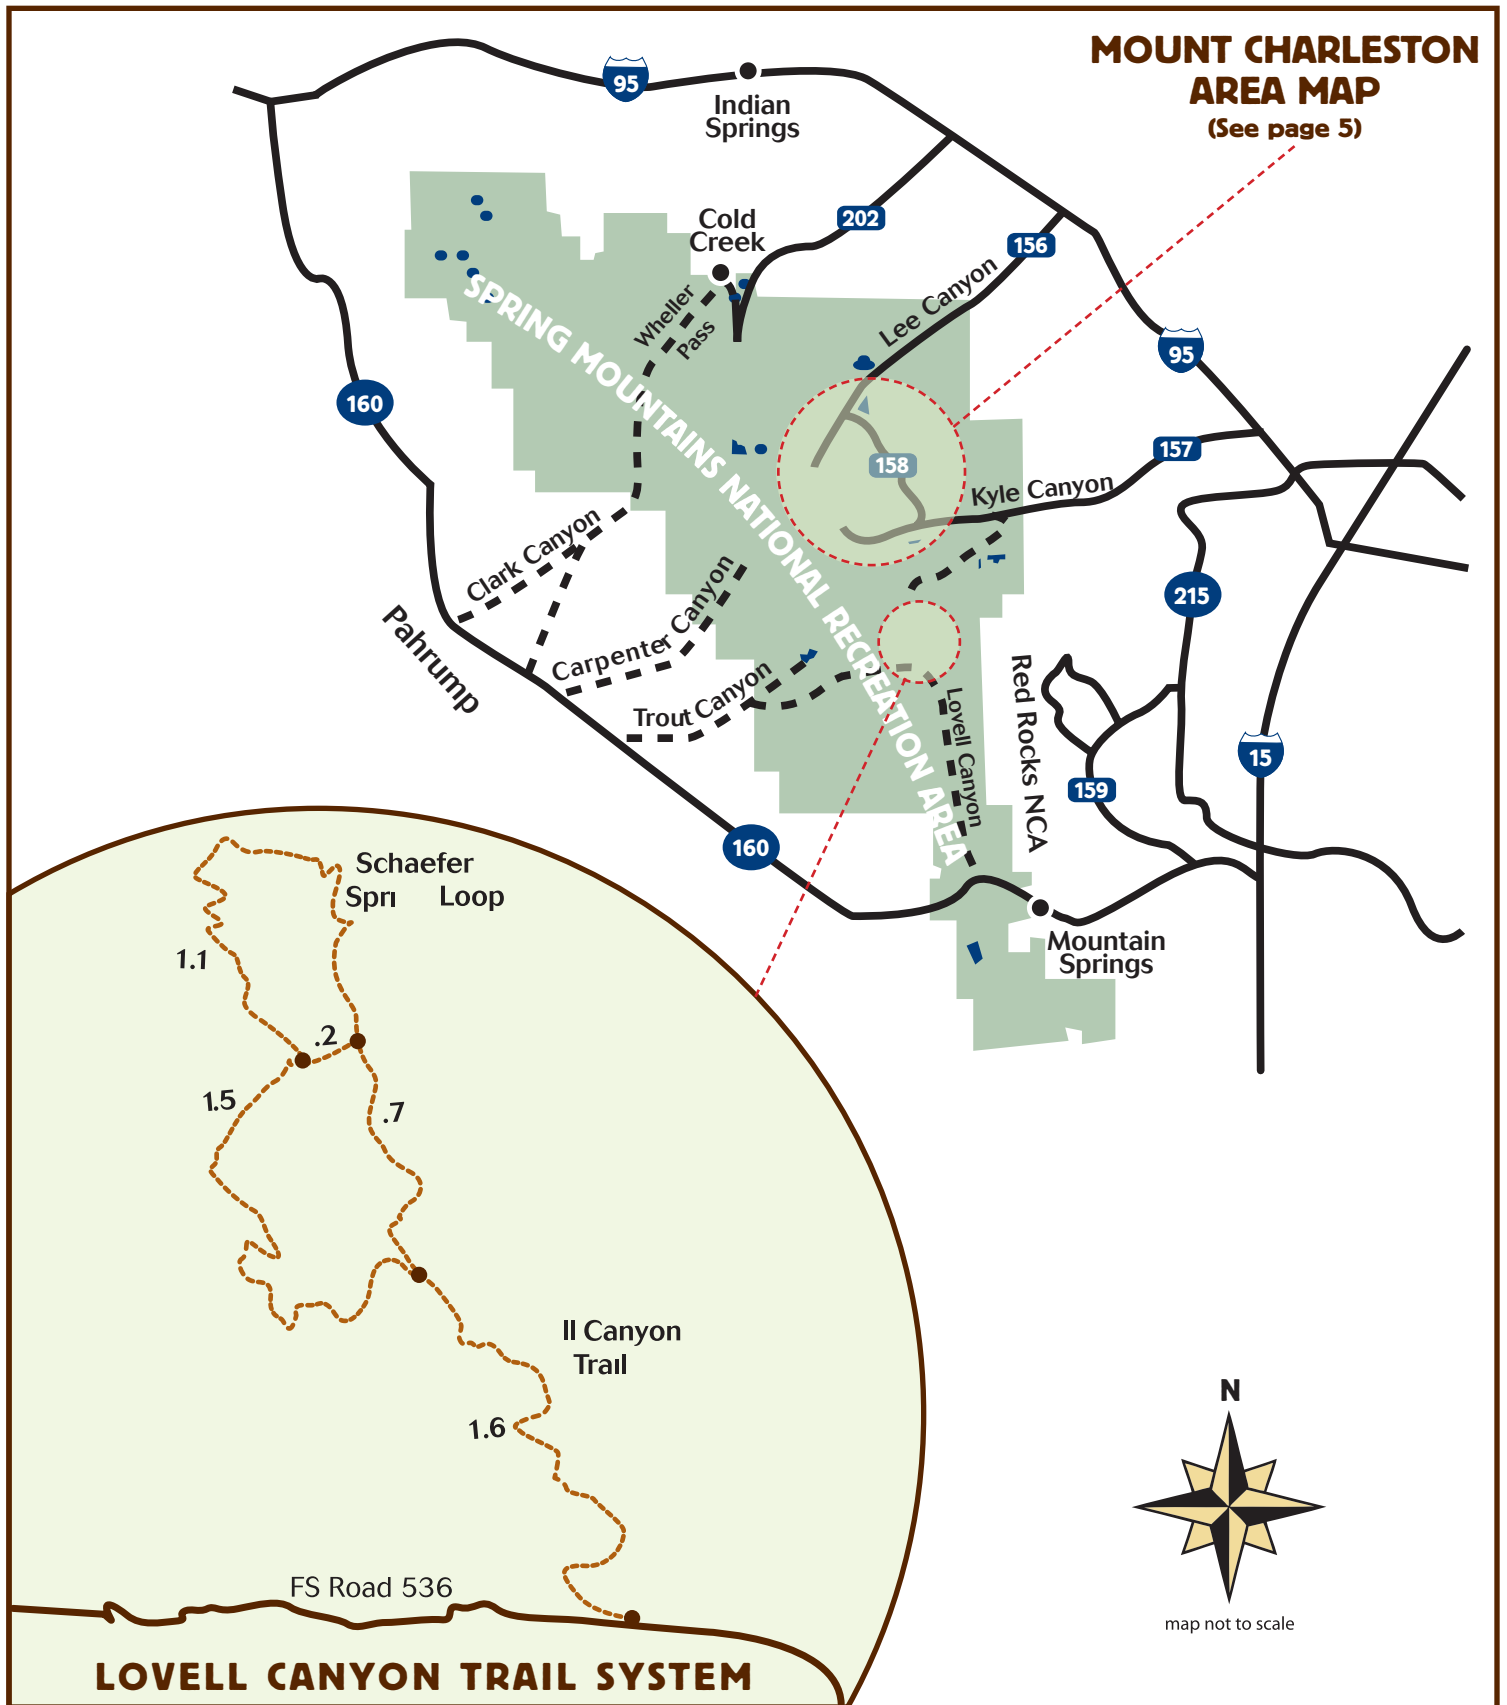 MOUNT CHARLESTON
AREA MAP
(See page 5)
95
Indian
Springs
202
Cold
Creek
156
Lee Canyon
Wheller
Pass
SPRING MOUNTAINS NATIONAL RECREATION AREA
95
160
158
157
Kyle Canyon
Clark Canyon
215
Pahrump
Carpenter Canyon
Trout Canyon
Lovell Canyon
Red Rocks NCA
15
159
160
Mountain
Springs
Schaefer
Loop
1.1
.2
1.5
.7
Canyon
Trail
1.6
N
FS Road 536
map not to scale
LOVELL CANYON TRAIL SYSTEM